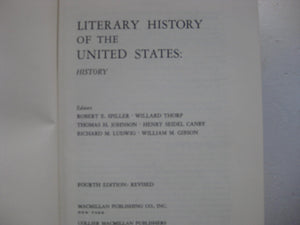 LITERARY HISTORY
OF THE
UNITED STATES:
HISTORY
Editors
ROBERT E. SPILLER · WILLARD THORP
THOMAS H. JOHNSON · HENRY SEIDEL CANBY
RICHARD M. LUDWIG · WILLIAM M. GIBSON
FOURTH EDITION: REVISED
MACMILLAN PUBLISHING CO., INC.
NEW YORK
COLLIER MACMILLAN PUBLISHERS